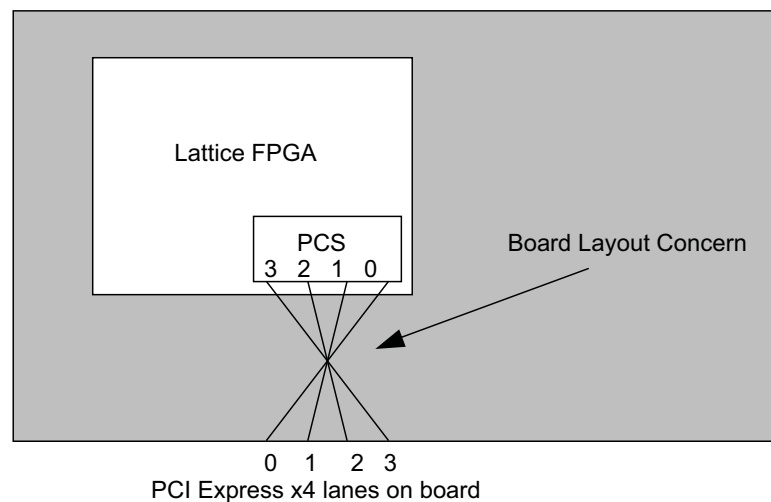 Lattice FPGA
PCS
3 2 1 0
Board Layout Concern
0 1 2 3
PCI Express x4 lanes on board